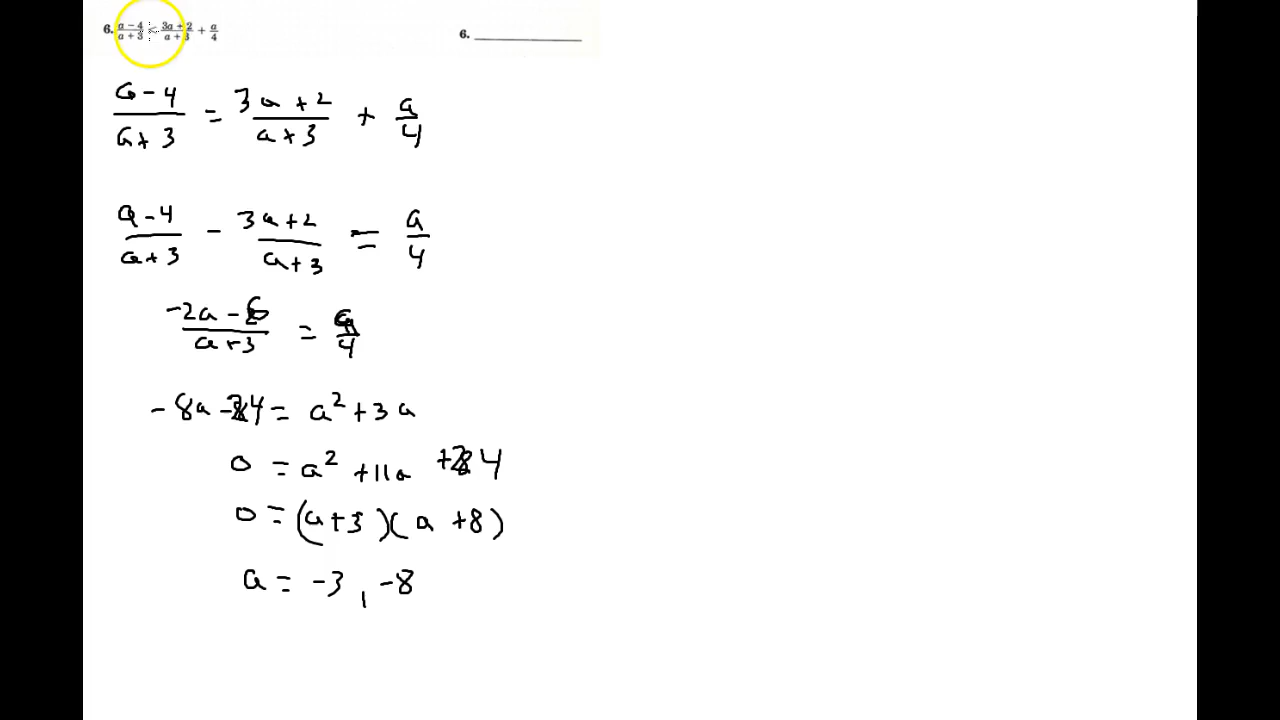 6. (a − 4)/(a + 3) < (3a + 2)/(a + 3) + a/4 6. ____________
(a − 4)/(a + 3) = (3a + 2)/(a + 3) + a/4
(a − 4)/(a + 3) − (3a + 2)/(a + 3) = a/4
(−2a − 6)/(a + 3) = a/4
−8a − 24 = a² + 3a
0 = a² + 11a + 24
0 = (a + 3)(a + 8)
a = −3, −8